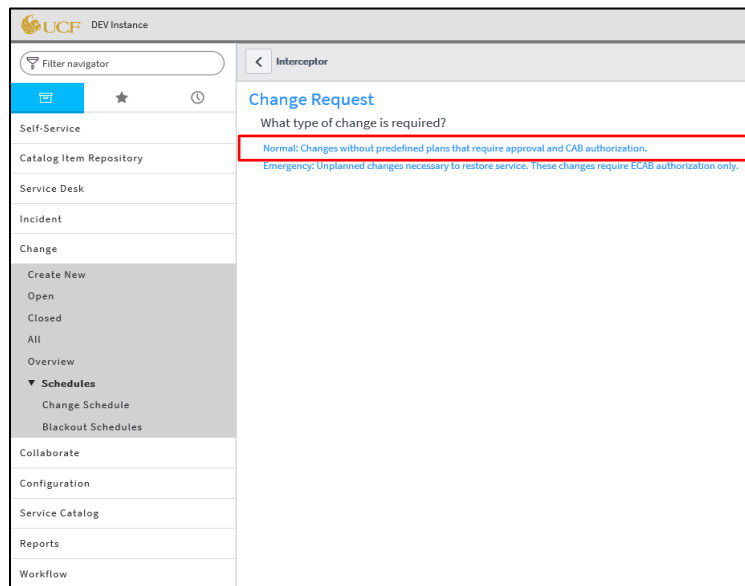 UCF DEV Instance
Filter navigator
Interceptor
Change Request
What type of change is required?
Normal: Changes without predefined plans that require approval and CAB authorization.
Emergency: Unplanned changes necessary to restore service. These changes require ECAB authorization only.
Self-Service
Catalog Item Repository
Service Desk
Incident
Change
Create New
Open
Closed
All
Overview
▼ Schedules
Change Schedule
Blackout Schedules
Collaborate
Configuration
Service Catalog
Reports
Workflow